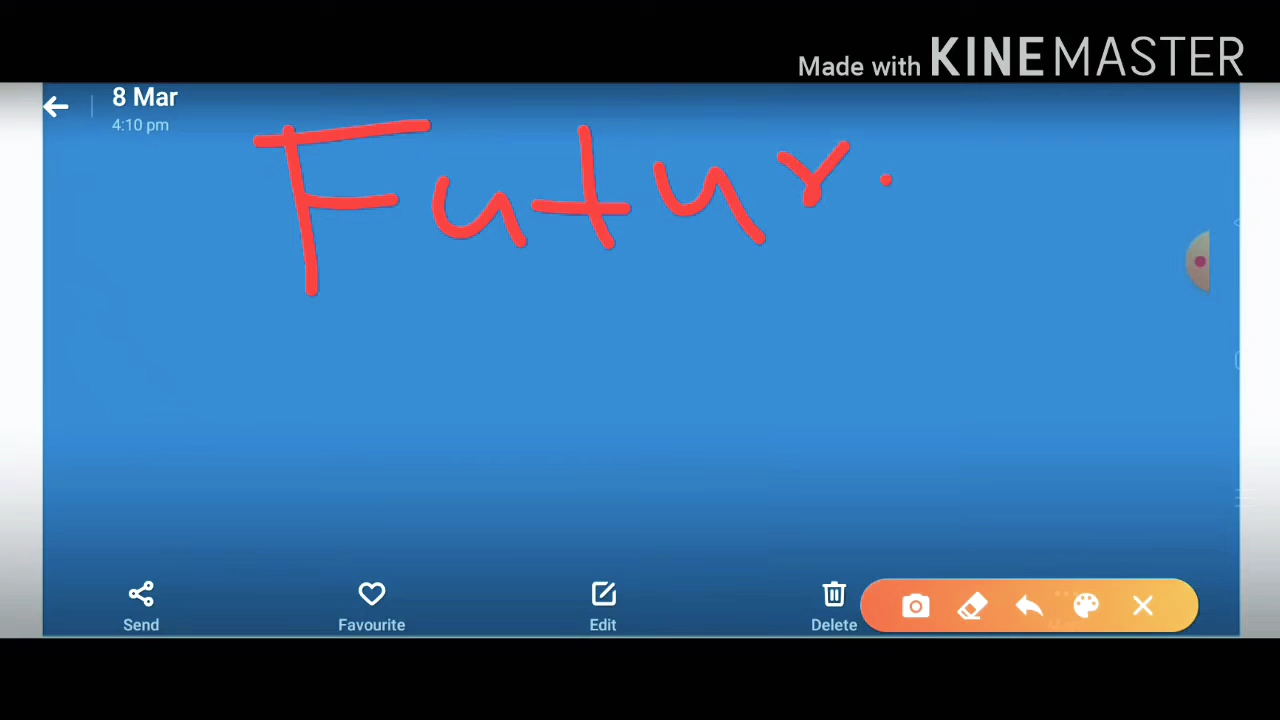 Made with KINEMASTER
8 Mar
4:10 pm
Futur.
Send
Favourite
Edit
Delete